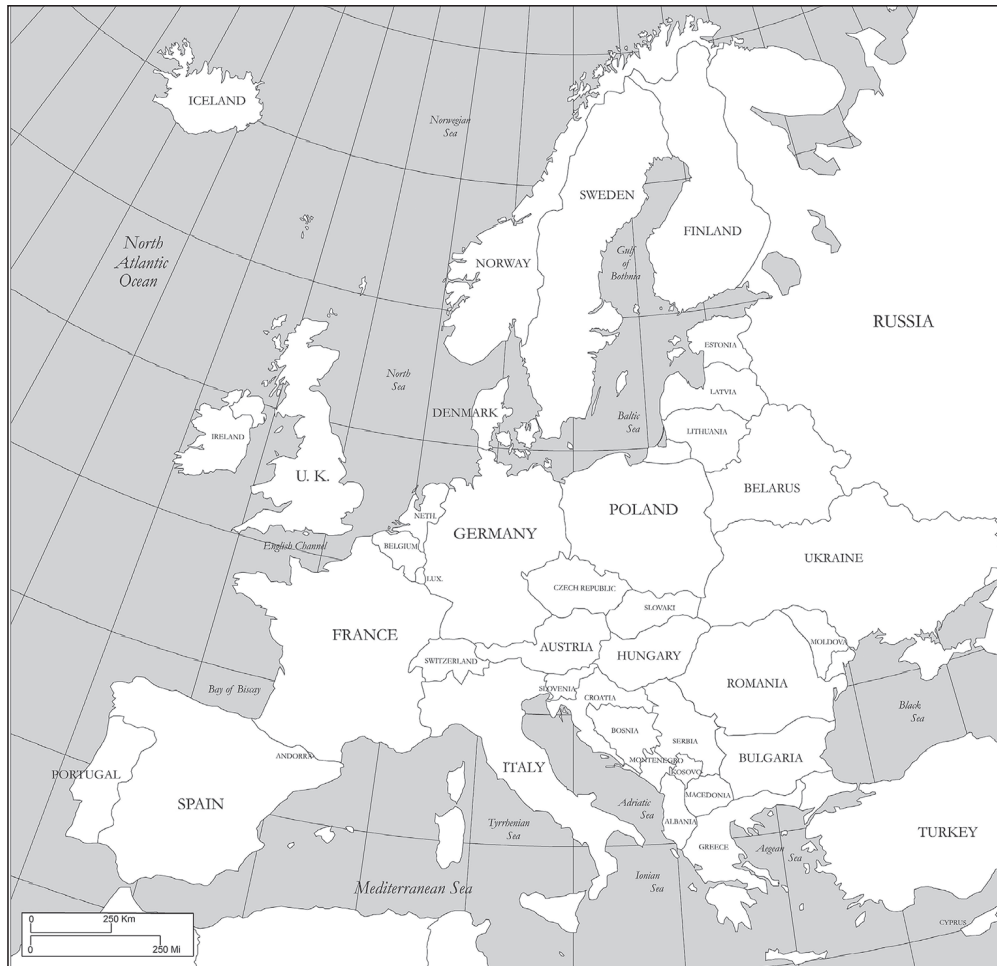 ICELAND
Norwegian
Sea
SWEDEN
FINLAND
North
Atlantic
Ocean
NORWAY
Gulf
of
Bothnia
RUSSIA
ESTONIA
North
Sea
LATVIA
DENMARK
Baltic
Sea
LITHUANIA
IRELAND
U. K.
BELARUS
POLAND
NETH.
GERMANY
English Channel
BELGIUM
UKRAINE
LUX.
CZECH REPUBLIC
SLOVAKI
FRANCE
AUSTRIA
MOLDOVA
HUNGARY
SWITZERLAND
ROMANIA
Bay of Biscay
SLOVENIA
CROATIA
Black
Sea
BOSNIA
SERBIA
ANDORRA
MONTENEGRO
BULGARIA
ITALY
KOSOVO
PORTUGAL
MACEDONIA
SPAIN
Adriatic
Sea
ALBANIA
Tyrrhenian
Sea
TURKEY
GREECE
Aegean
Sea
Ionian
Sea
Mediterranean Sea
CYPRUS
0 250 Km
0 250 Mi